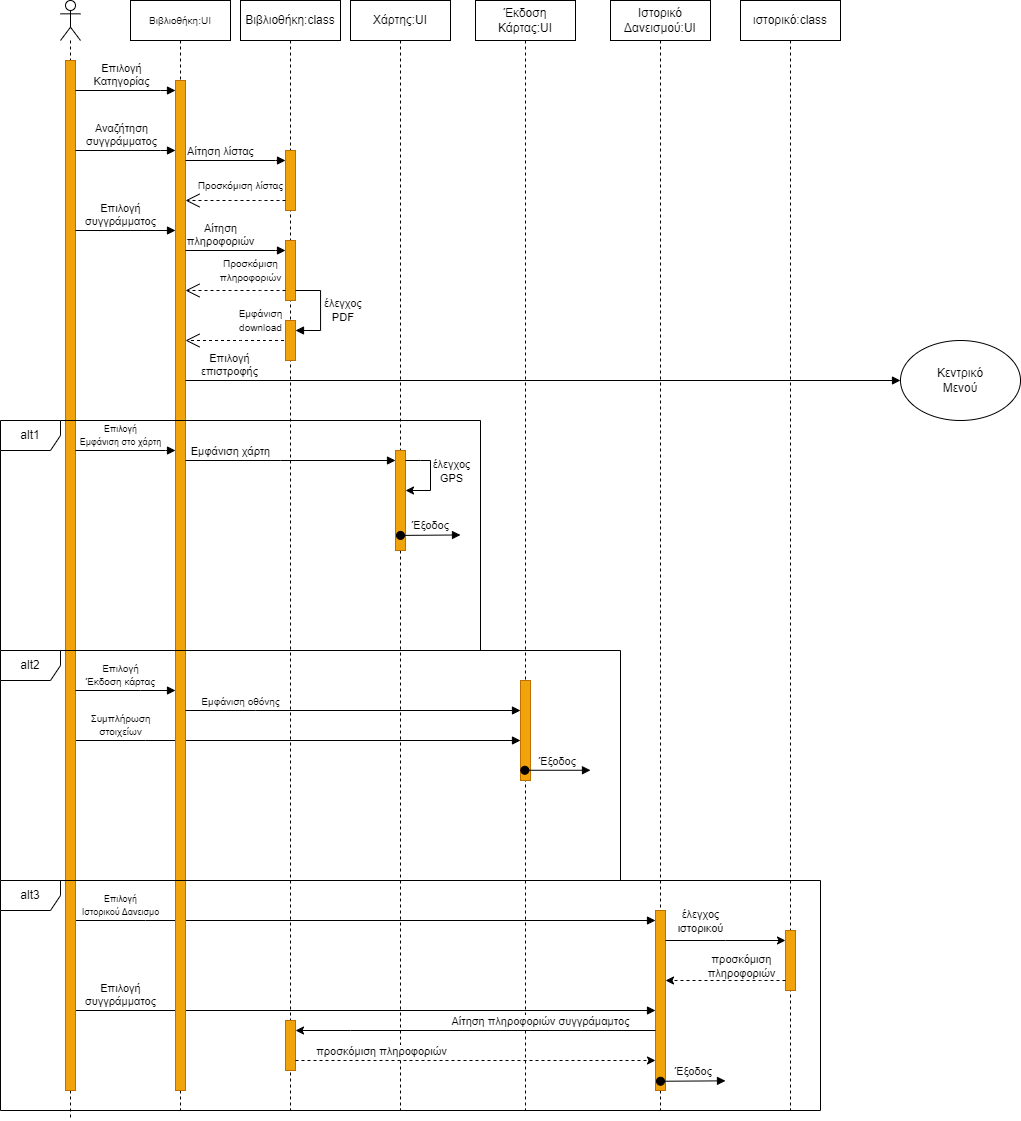 Βιβλιοθήκη:UI
Βιβλιοθήκη:class
Χάρτης:UI
Έκδοση
Κάρτας:UI
Ιστορικό
Δανεισμού:UI
ιστορικό:class
Επιλογή
Κατηγορίας
Αναζήτηση
συγγράμματος
Αίτηση λίστας
Προσκόμιση λίστας
Επιλογή
συγγράμματος
Αίτηση
πληροφοριών
Προσκόμιση
πληροφοριών
έλεγχος
PDF
Εμφάνιση
download
Επιλογή
επιστροφής
Κεντρικό
Μενού
alt1
Επιλογή
Εμφάνιση στο χάρτη
Εμφάνιση χάρτη
έλεγχος
GPS
Έξοδος
alt2
Επιλογή
Έκδοση κάρτας
Εμφάνιση οθόνης
Συμπλήρωση
στοιχείων
Έξοδος
alt3
Επιλογή
Ιστορικού Δανεισμο
έλεγχος
ιστορικού
προσκόμιση
πληροφοριών
Επιλογή
συγγράμματος
Αίτηση πληροφοριών συγγράμαμτος
προσκόμιση πληροφοριών
Έξοδος